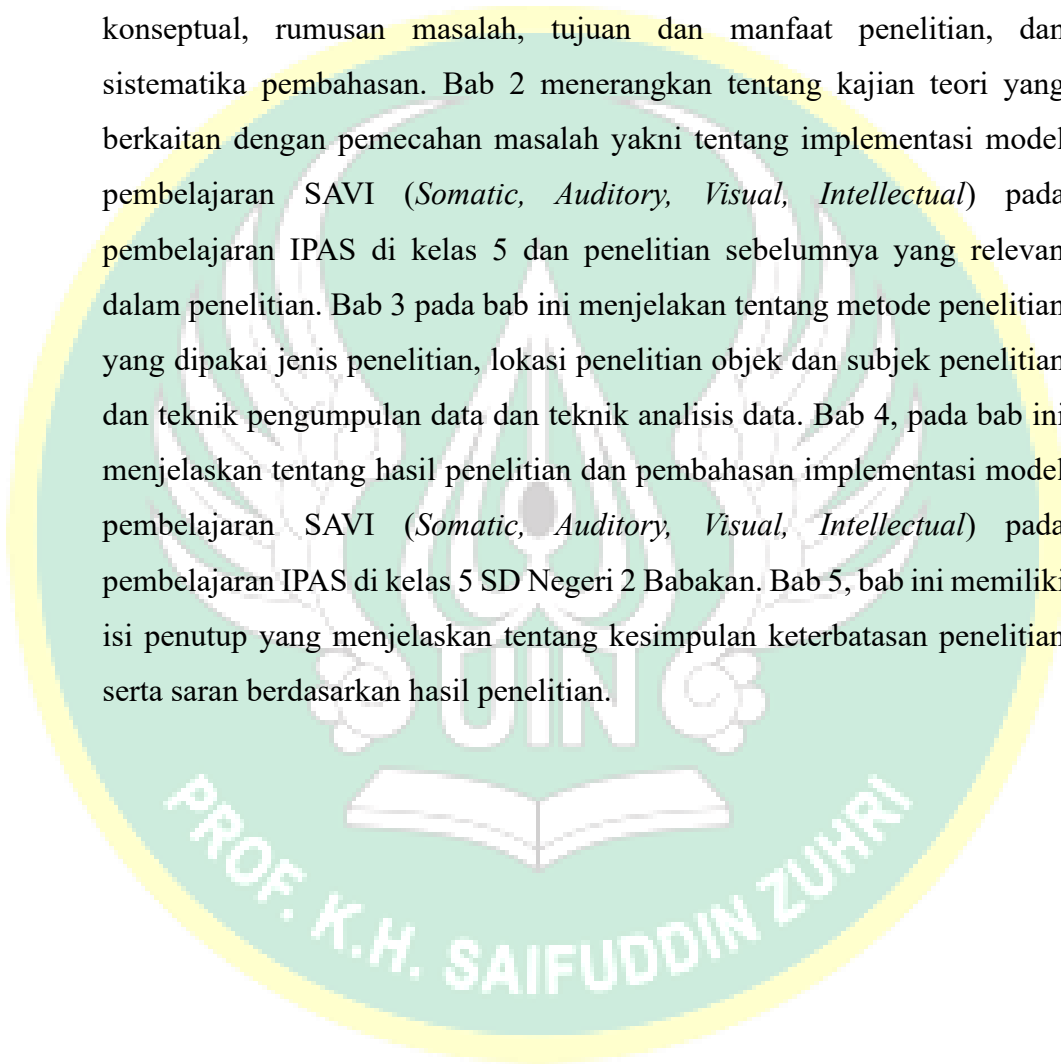 konseptual, rumusan masalah, tujuan dan manfaat penelitian, dan
sistematika pembahasan. Bab 2 menerangkan tentang kajian teori yang
berkaitan dengan pemecahan masalah yakni tentang implementasi model
pembelajaran SAVI (Somatic, Auditory, Visual, Intellectual) pada
pembelajaran IPAS di kelas 5 dan penelitian sebelumnya yang relevan
dalam penelitian. Bab 3 pada bab ini menjelakan tentang metode penelitian
yang dipakai jenis penelitian, lokasi penelitian objek dan subjek penelitian
dan teknik pengumpulan data dan teknik analisis data. Bab 4, pada bab ini
menjelaskan tentang hasil penelitian dan pembahasan implementasi model
pembelajaran SAVI (Somatic, Auditory, Visual, Intellectual) pada
pembelajaran IPAS di kelas 5 SD Negeri 2 Babakan. Bab 5, bab ini memiliki
isi penutup yang menjelaskan tentang kesimpulan keterbatasan penelitian
serta saran berdasarkan hasil penelitian.
UIN
PROF. K.H. SAIFUDDIN ZUHRI